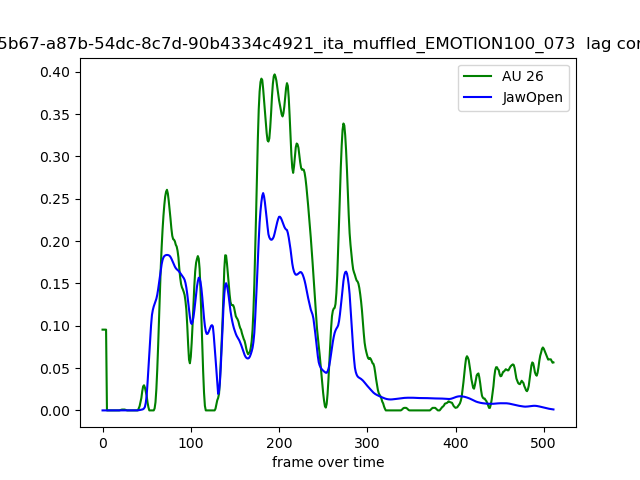 5b67-a87b-54dc-8c7d-90b4334c4921_ita_muffled_EMOTION100_073 lag
AU 26
JawOpen
0.40
0.35
0.30
0.25
0.20
0.15
0.10
0.05
0.00
0 100 200 300 400 500
frame over time